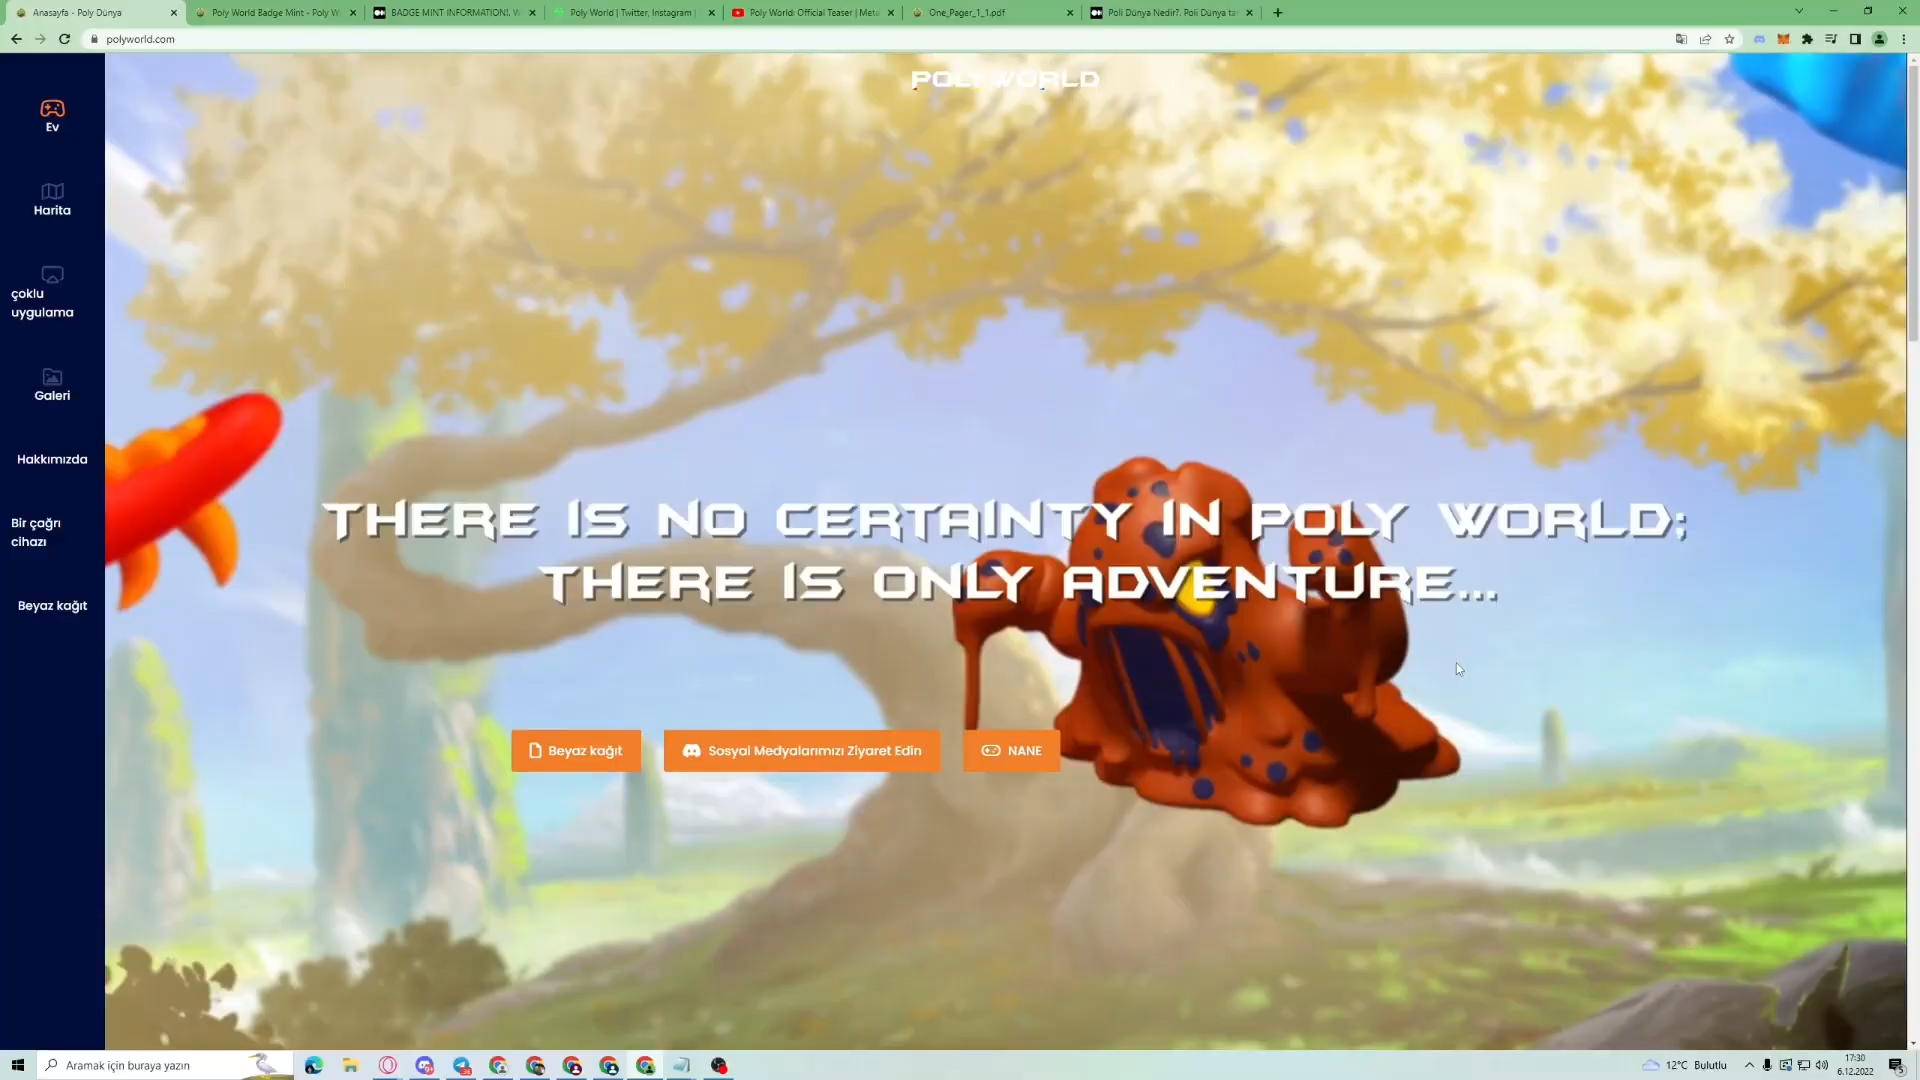 Anasayfa - Poly Dünya
Poly World Badge Mint - Poly W
BADGE MINT INFORMATION!. W
Poly World | Twitter, Instagram |
Poly World: Official Teaser | Meta
One_Pager_1_1.pdf
Poli Dünya Nedir?. Poli Dünya ta
polyworld.com
POLY WORLD
Ev
Harita
çoklu
uygulama
Galeri
Hakkımızda
Bir çağrı
cihazı
Beyaz kağıt
THERE IS NO CERTAINTY IN POLY WORLD;
THERE IS ONLY ADVENTURE...
Beyaz kağıt
Sosyal Medyalarımızı Ziyaret Edin
NANE
Aramak için buraya yazın
12°C Bulutlu
17:30
6.12.2022